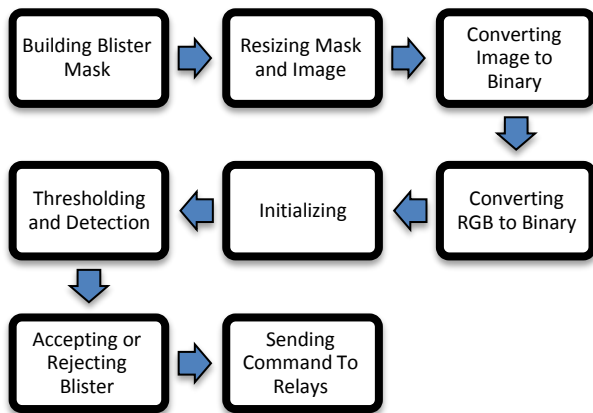 Building Blister
Mask
Resizing Mask
and Image
Converting
Image to
Binary
Converting
RGB to Binary
Initializing
Thresholding
and Detection
Accepting or
Rejecting
Blister
Sending
Command To
Relays